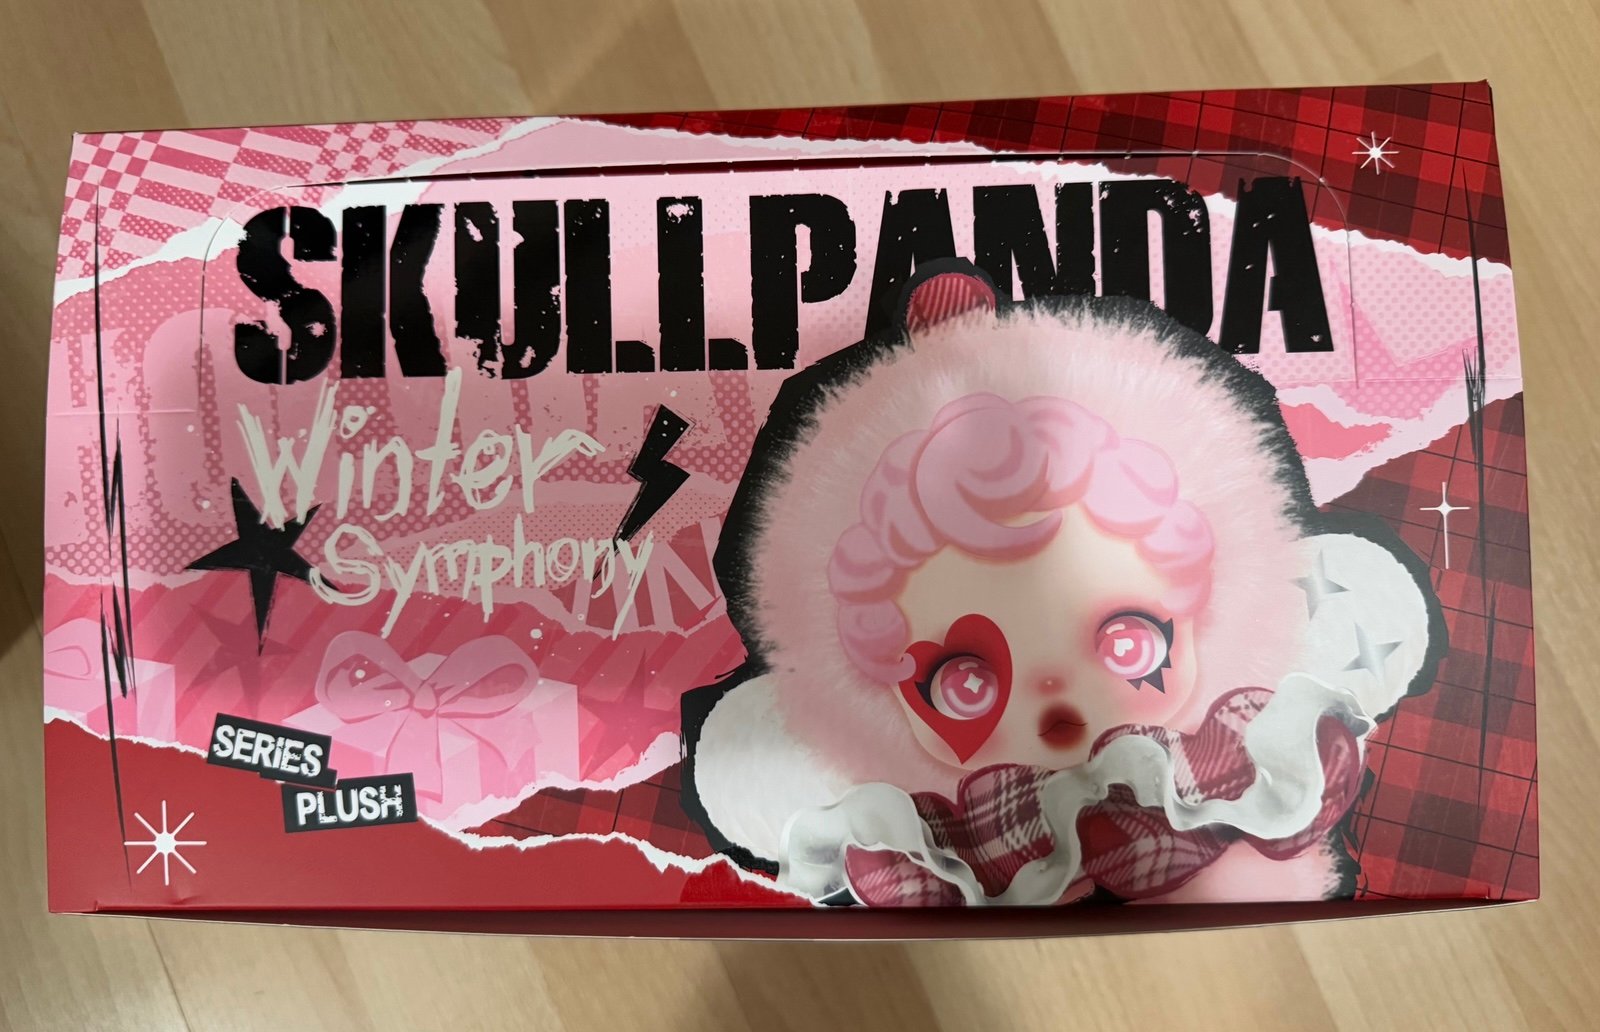 SKULLPANDA
Winter
Symphony
SERIES
PLUSH